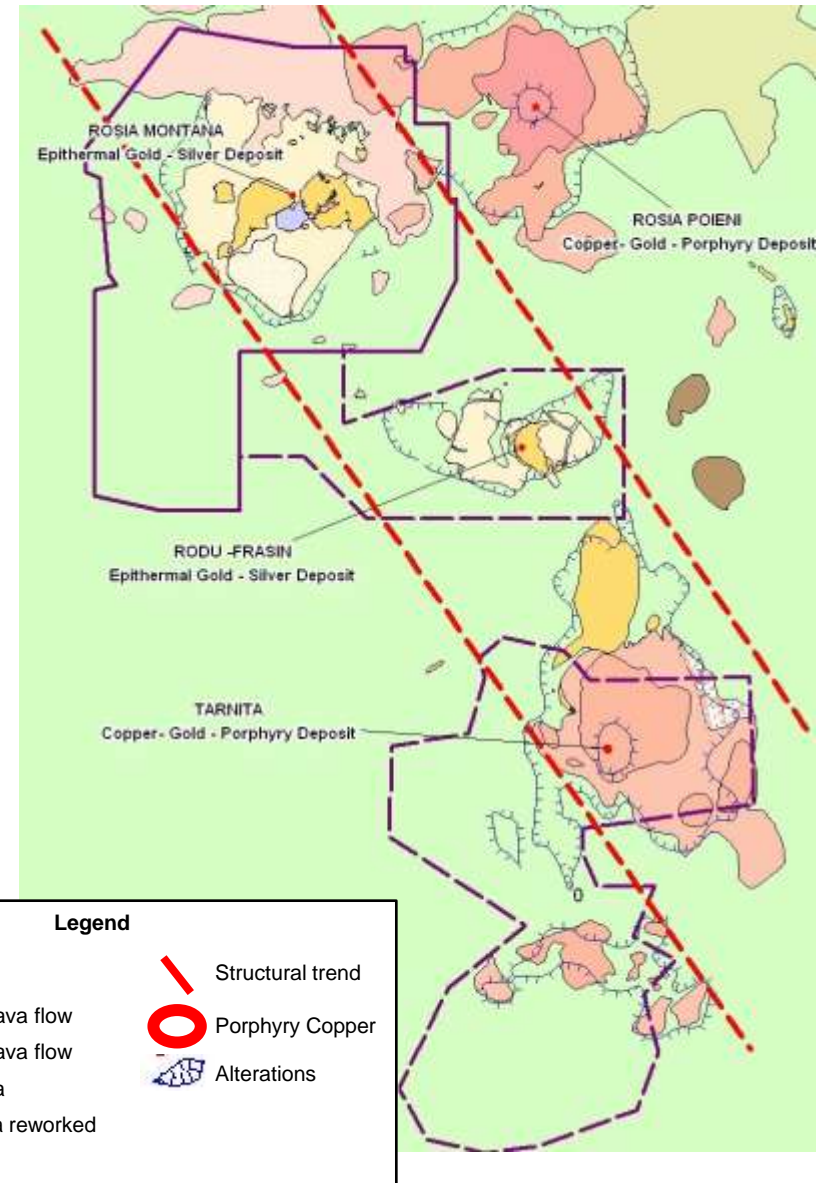 ROSIA MONTANA
Epithermal Gold - Silver Deposit
ROSIA POIENI
Copper- Gold - Porphyry Deposit
RODU -FRASIN
Epithermal Gold - Silver Deposit
TARNITA
Copper- Gold - Porphyry Deposit
0
Legend
Structural trend
ava flow
Porphyry Copper
ava flow
Alterations
a
a reworked